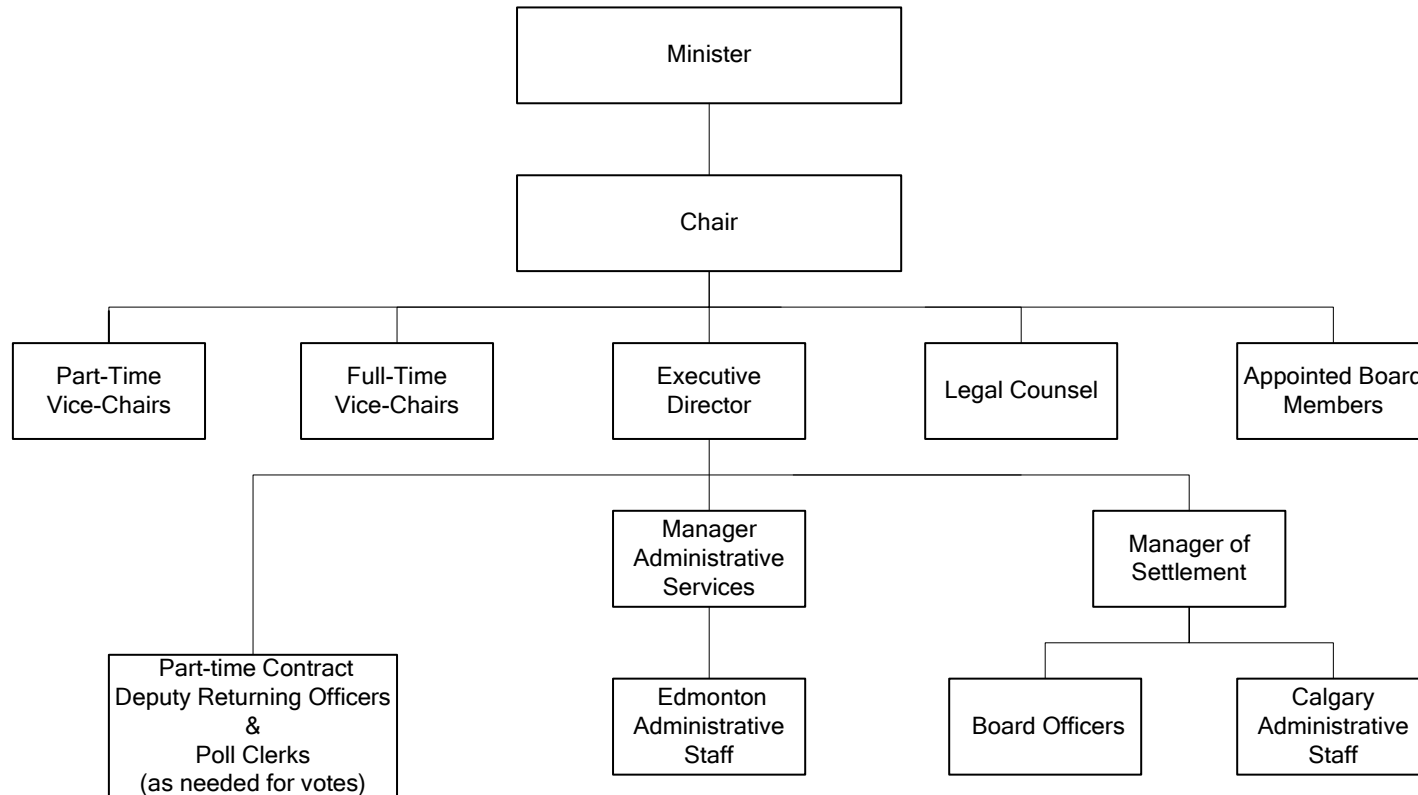 Minister
Chair
Part-Time
Vice-Chairs
Full-Time
Vice-Chairs
Executive
Director
Legal Counsel
Appointed Board
Members
Manager
Administrative
Services
Manager of
Settlement
Part-time Contract
Deputy Returning Officers
&
Poll Clerks
(as needed for votes)
Edmonton
Administrative
Staff
Board Officers
Calgary
Administrative
Staff